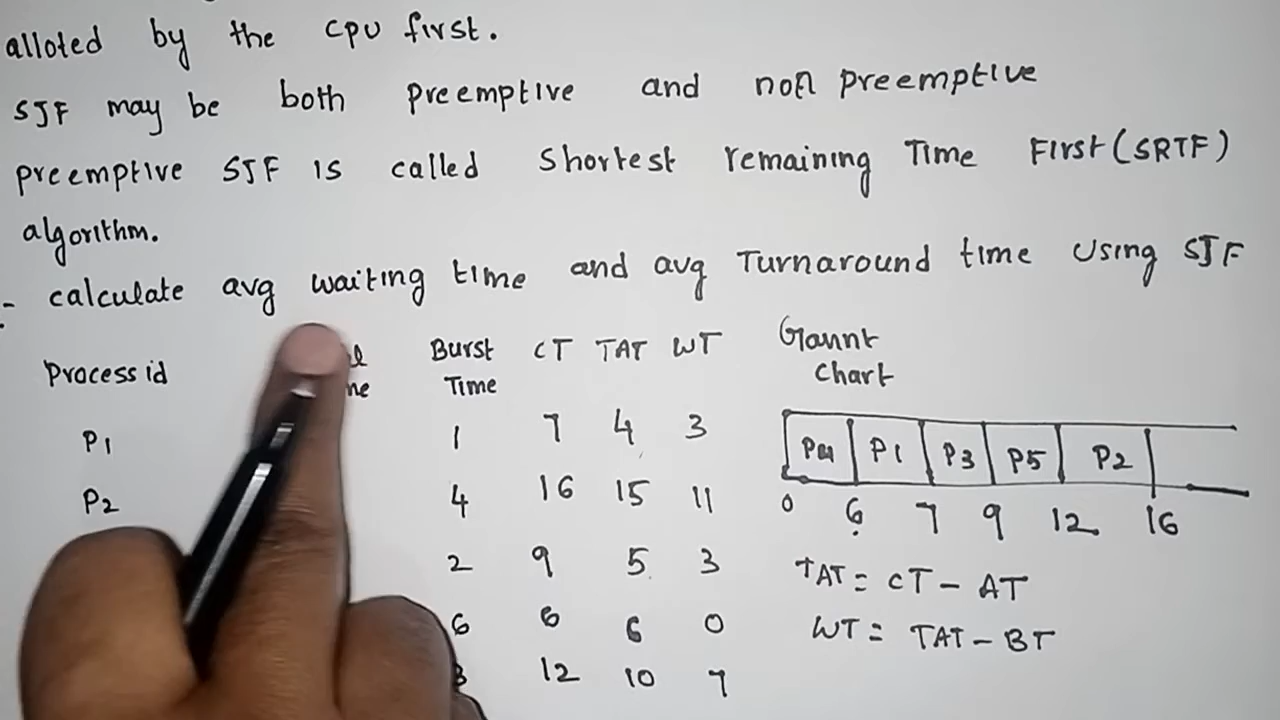 alloted by the CPU first.
SJF may be both preemptive and non preemptive
preemptive SJF is called Shortest remaining Time First (SRTF)
algorithm.
:- calculate avg waiting time and avg Turnaround time Using SJF
Process id Burst Time CT TAT WT
P1 1 7 4 3
P2 4 16 15 11
2 9 5 3
6 6 6 0
3 12 10 7
Gannt
chart
P4 P1 P3 P5 P2
0 6 7 9 12 16
TAT = CT - AT
WT = TAT - BT